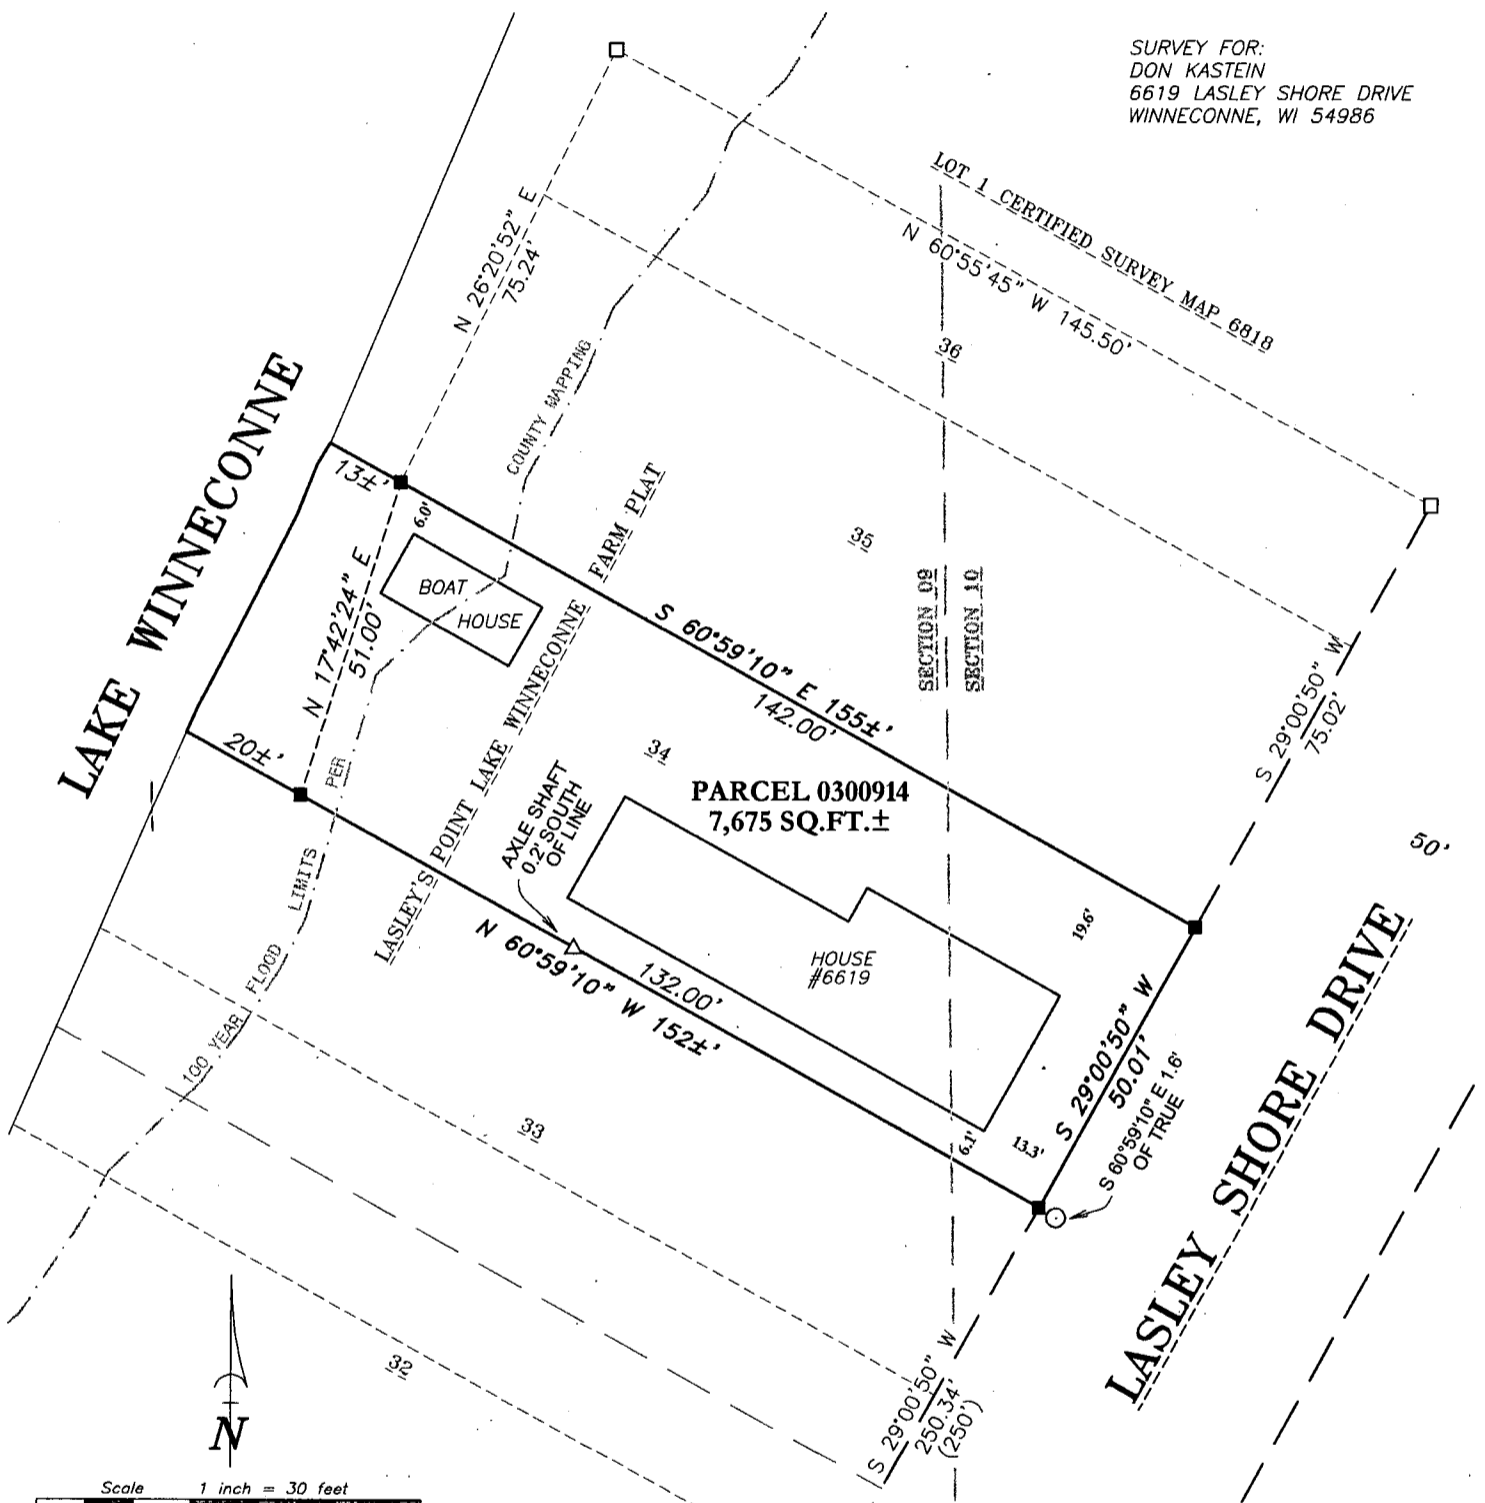 SURVEY FOR:
DON KASTEIN
6619 LASLEY SHORE DRIVE
WINNECONNE, WI 54986
LOT 1 CERTIFIED SURVEY MAP 6818
N 60°55'45" W 145.50'
N 26°20'52" E
75.24'
36
COUNTY MAPPING
LAKE WINNECONNE
13±'
6.0'
BOAT
HOUSE
N 17°42'24" E
51.00'
LASLEY'S POINT LAKE WINNECONNE FARM PLAT
35
SECTION 09
SECTION 10
S 60°59'10" E 155±'
142.00'
S 29°00'50" W
75.02'
20±'
PER
34
PARCEL 0300914
7,675 SQ.FT.±
AXLE SHAFT
0.2' SOUTH
OF LINE
50'
LIMITS
19.6'
HOUSE
#6619
132.00'
N 60°59'10" W 152±'
FLOOD
100 YEAR
S 29°00'50" W
50.01'
S 60°59'10" E 1.6'
OF TRUE
6.1'
13.3'
33
LASLEY SHORE DRIVE
32
S 29°00'50" W
250.34'
(250')
N
Scale 1 inch = 30 feet